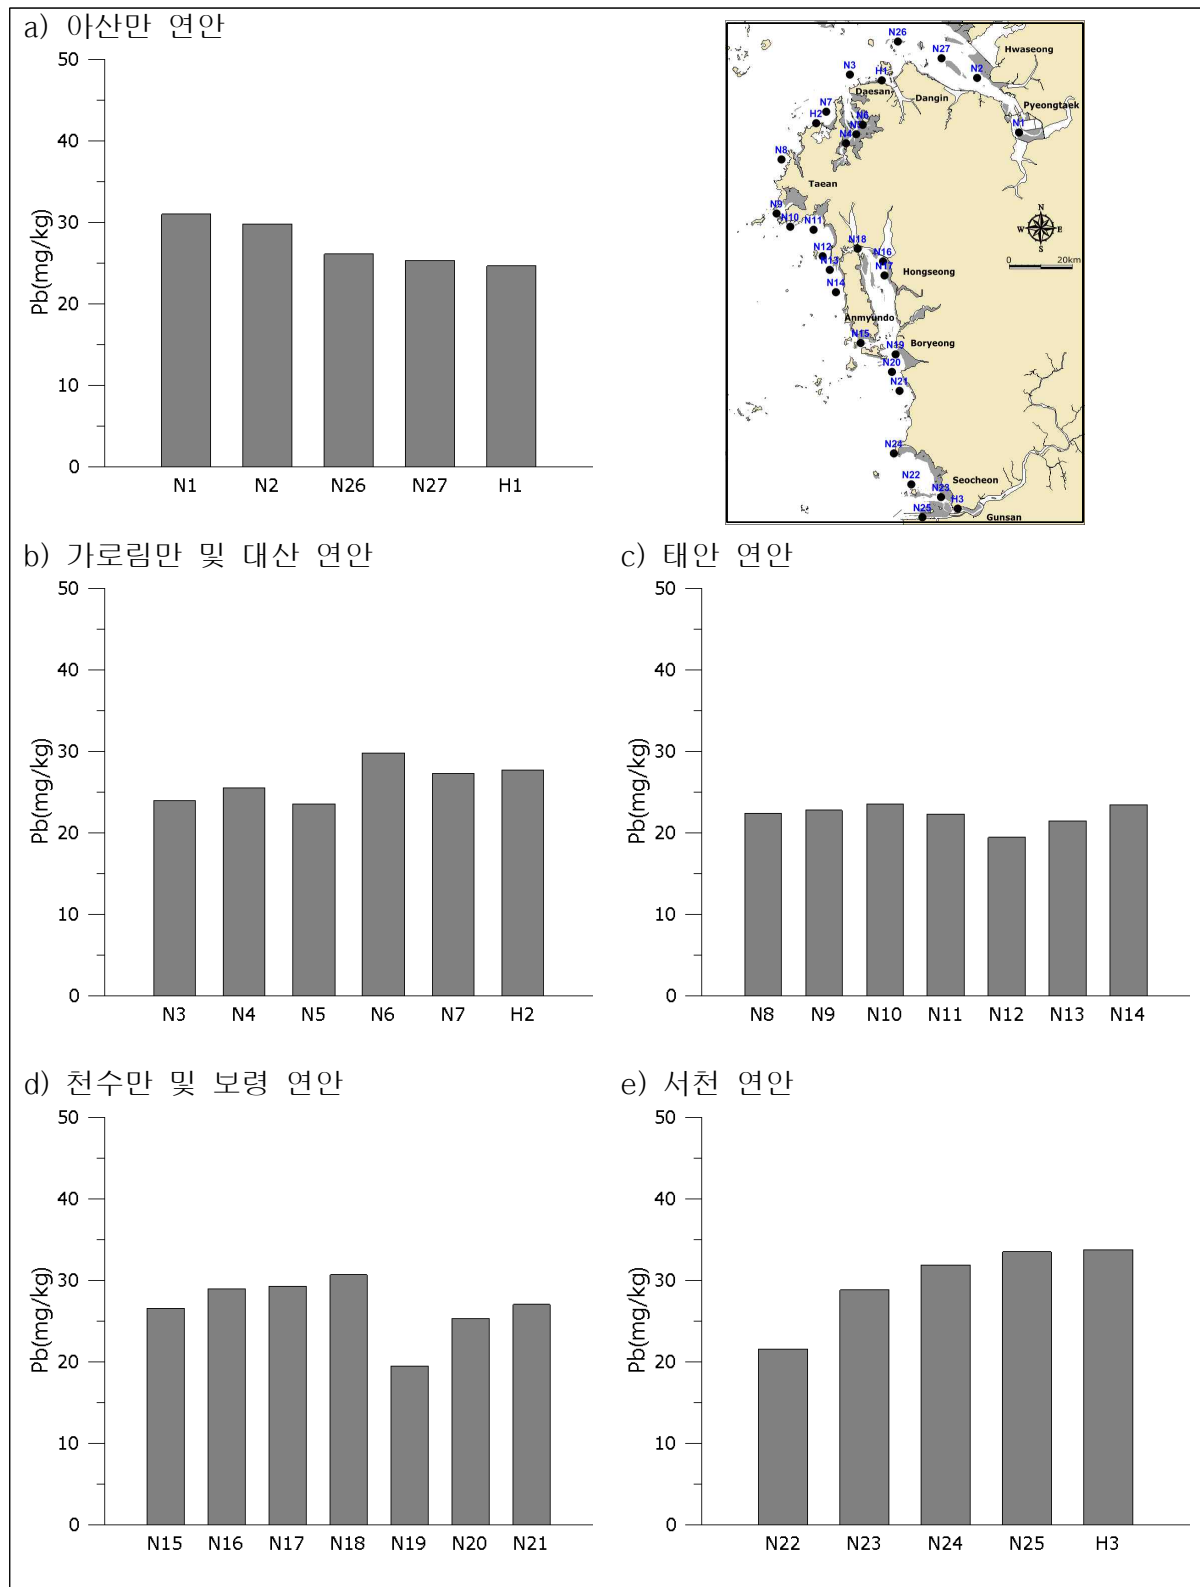 a) 아산만 연안
50
40
30
20
10
0
Pb(mg/kg)
N1 N2 N26 N27 H1
N26
Hwaseong
N27
N3
N2
H1
Daesan
Dangin
Pyeongtaek
N7
H2
N6
N5
N1
N4
N8
Taean
N9
N10
N11
N
W E
S
N18
N12
N16
N13
N17
Hongseong
0 20km
N14
Anmyundo
N15
Boryeong
N19
N20
N21
N24
N22
Seocheon
N23
H3
N25
Gunsan
b) 가로림만 및 대산 연안
50
40
30
20
10
0
Pb(mg/kg)
N3 N4 N5 N6 N7 H2
c) 태안 연안
50
40
30
20
10
0
Pb(mg/kg)
N8 N9 N10 N11 N12 N13 N14
d) 천수만 및 보령 연안
50
40
30
20
10
0
Pb(mg/kg)
N15 N16 N17 N18 N19 N20 N21
e) 서천 연안
50
40
30
20
10
0
Pb(mg/kg)
N22 N23 N24 N25 H3